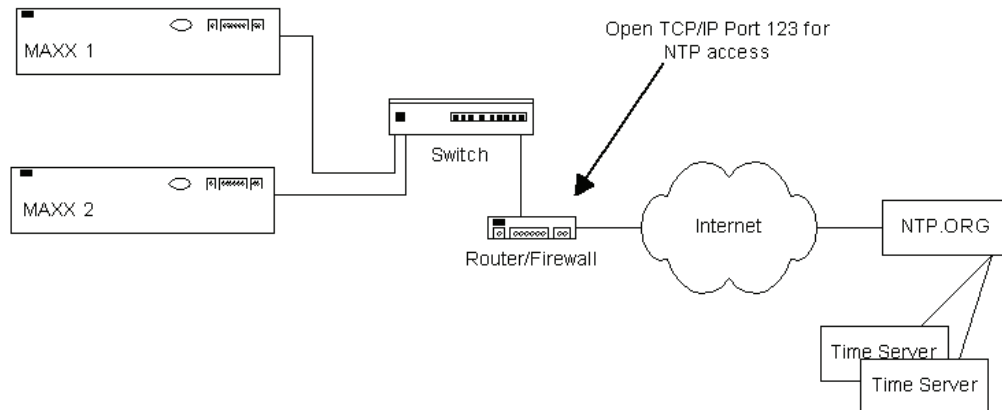 Open TCP/IP Port 123 for
NTP access
MAXX 1
Switch
MAXX 2
Internet
NTP.ORG
Router/Firewall
Time Server
Time Server